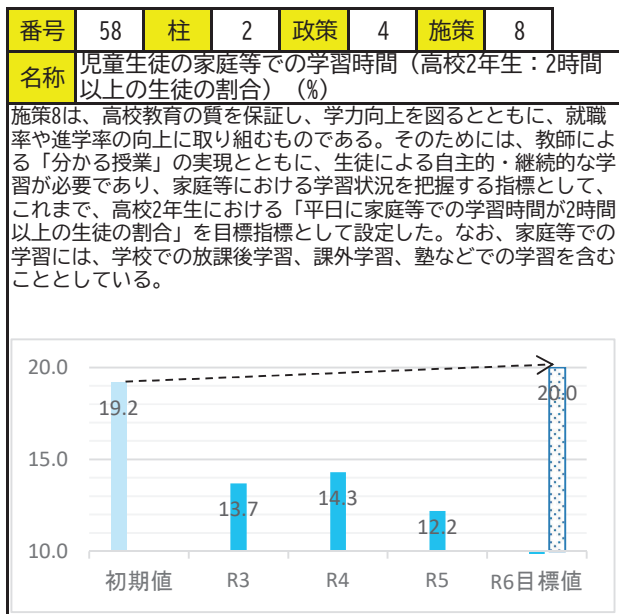 番号 58 柱 2 政策 4 施策 8
名称 児童生徒の家庭等での学習時間（高校2年生：2時間
以上の生徒の割合）（%）
施策8は、高校教育の質を保証し、学力向上を図るとともに、就職
率や進学率の向上に取り組むものである。そのためには、教師によ
る「分かる授業」の実現とともに、生徒による自主的・継続的な学
習が必要であり、家庭等における学習状況を把握する指標として、
これまで、高校2年生における「平日に家庭等での学習時間が2時間
以上の生徒の割合」を目標指標として設定した。なお、家庭等での
学習には、学校での放課後学習、課外学習、塾などでの学習を含む
こととしている。
20.0
15.0
10.0
19.2
13.7
14.3
12.2
20.0
初期値 R3 R4 R5 R6目標値